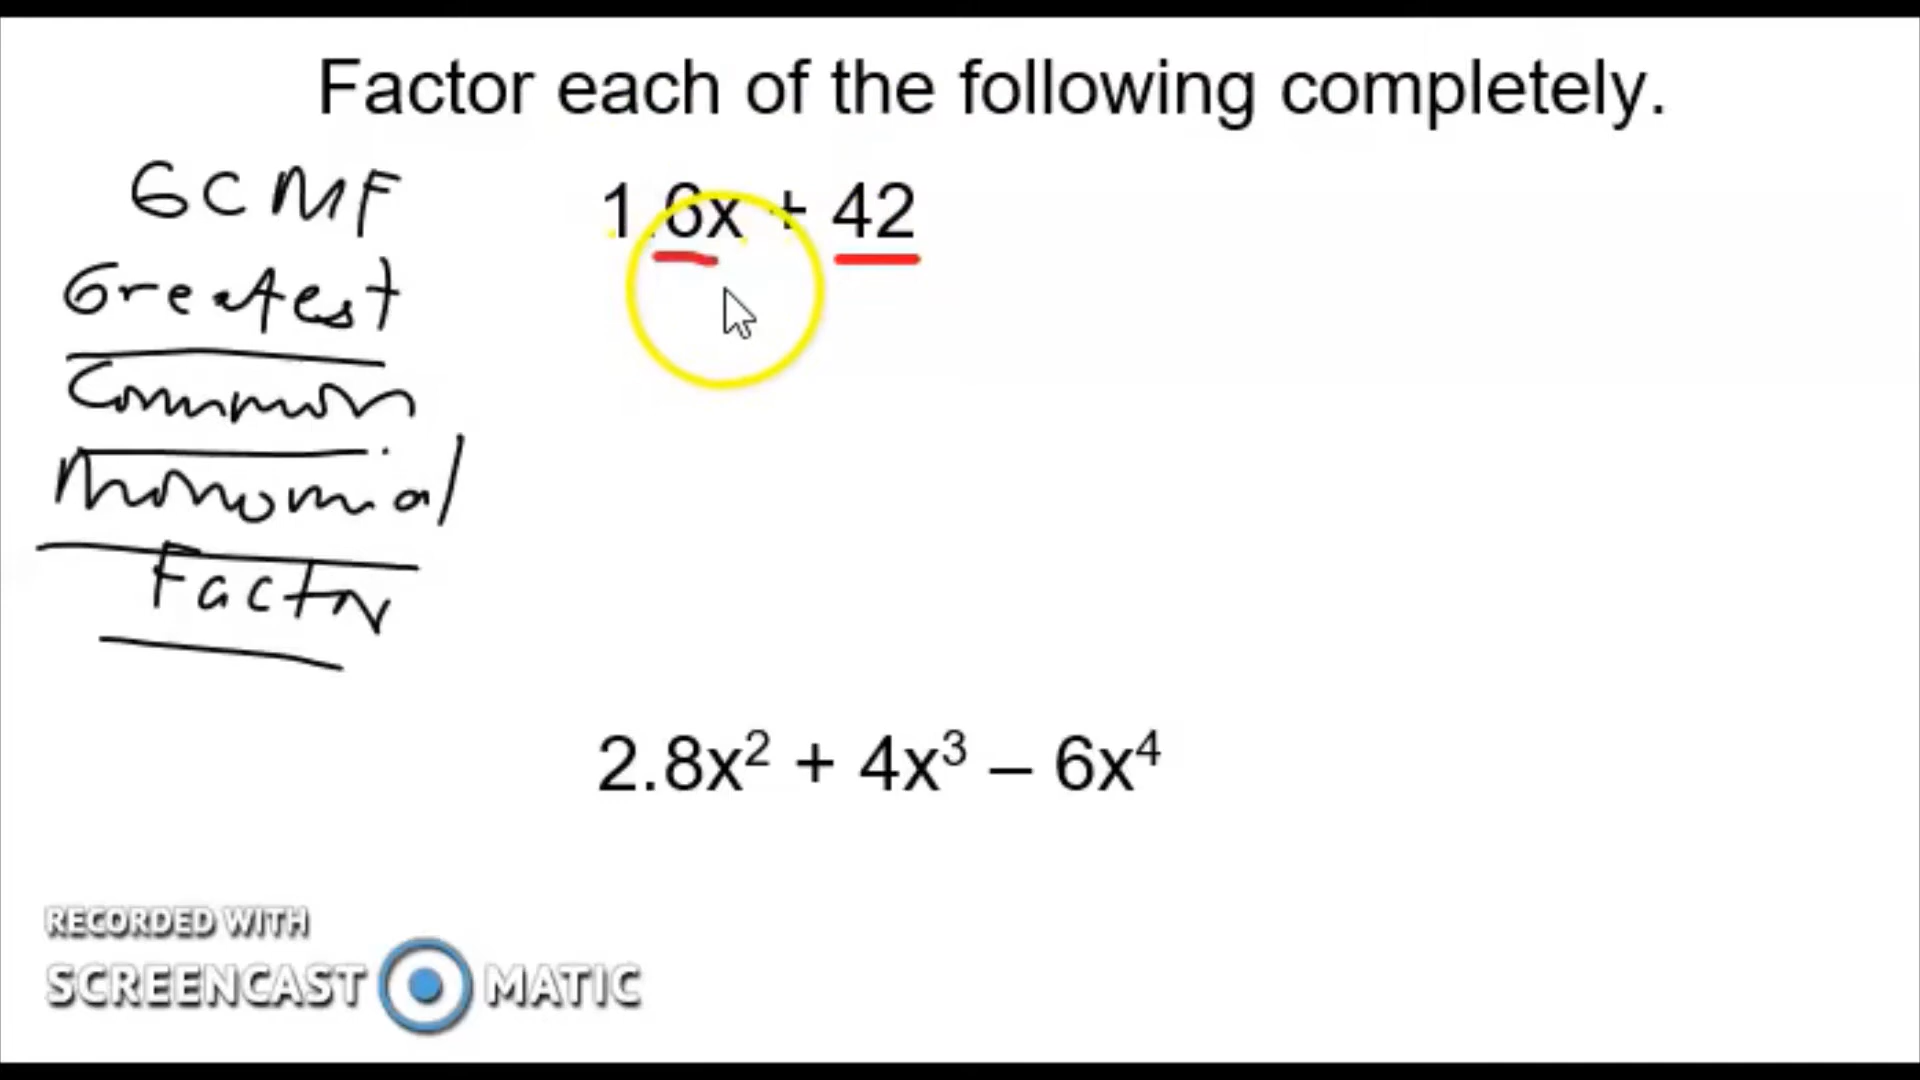 Factor each of the following completely.
GCMF
Greatest
Common
Monomial
Factor
1.6x + 42
2.8x² + 4x³ – 6x⁴
RECORDED WITH
SCREENCAST MATIC